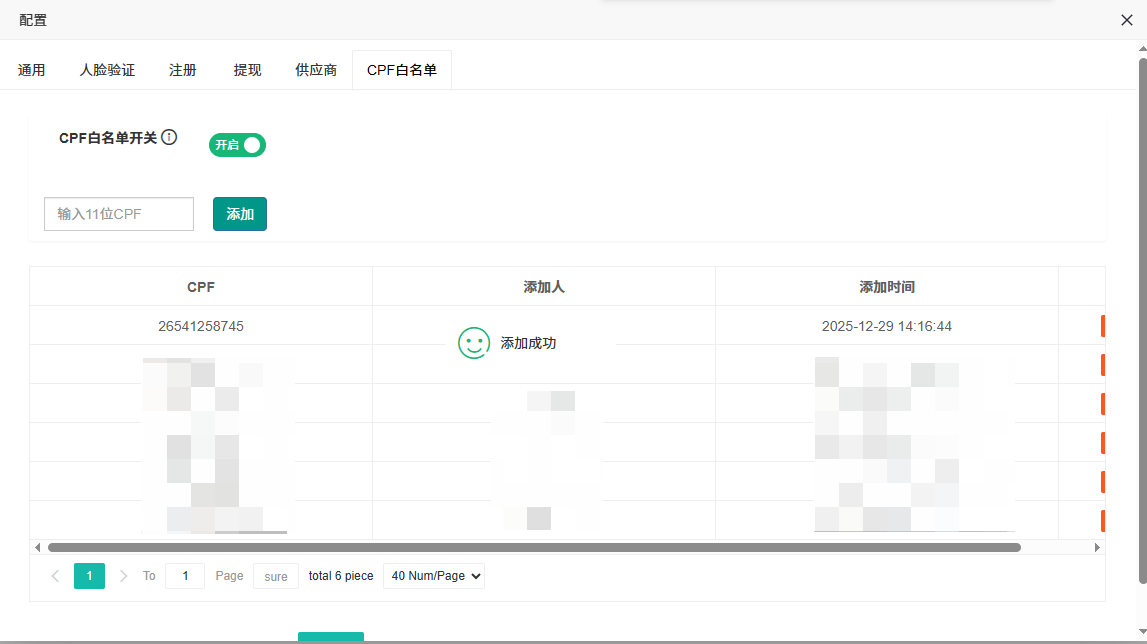 配置
通用 人脸验证 注册 提现 供应商 CPF白名单
CPF白名单开关 开启
输入11位CPF 添加
CPF 添加人 添加时间
26541258745 添加成功 2025-12-29 14:16:44
1 To 1 Page sure total 6 piece 40 Num/Page